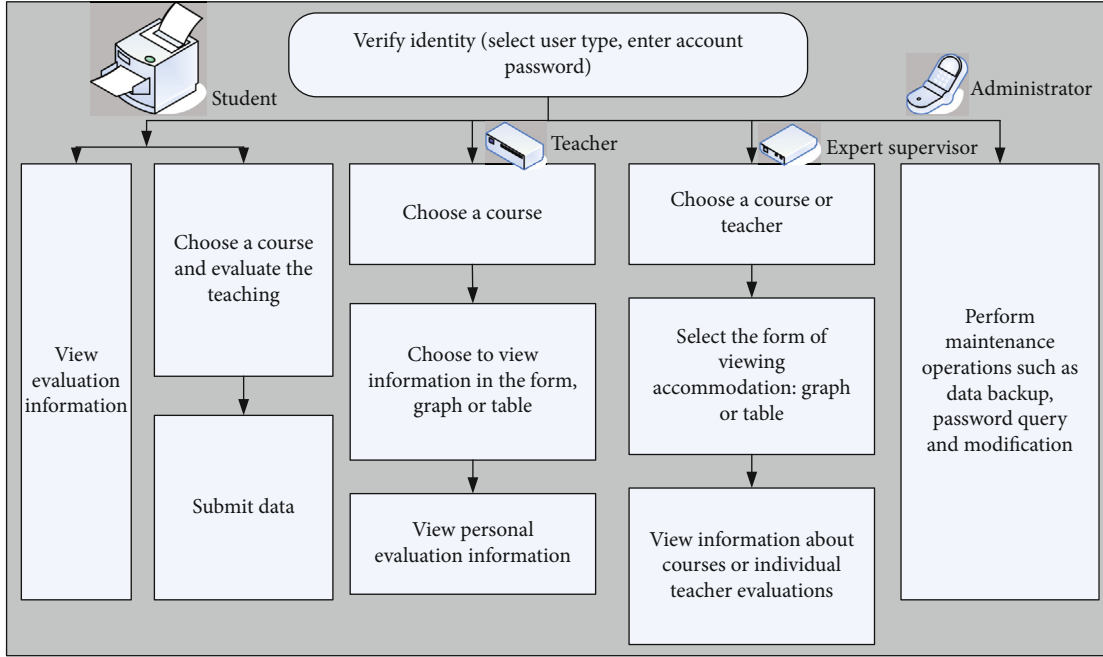 Verify identity (select user type, enter account
password)
Student
Administrator
Teacher
Expert supervisor
View
evaluation
information
Choose a course
and evaluate the
teaching
Submit data
Choose a course
Choose to view
information in the form,
graph or table
View personal
evaluation information
Choose a course or
teacher
Select the form of
viewing
accommodation: graph
or table
View information about
courses or individual
teacher evaluations
Perform
maintenance
operations such as
data backup,
password query
and modification